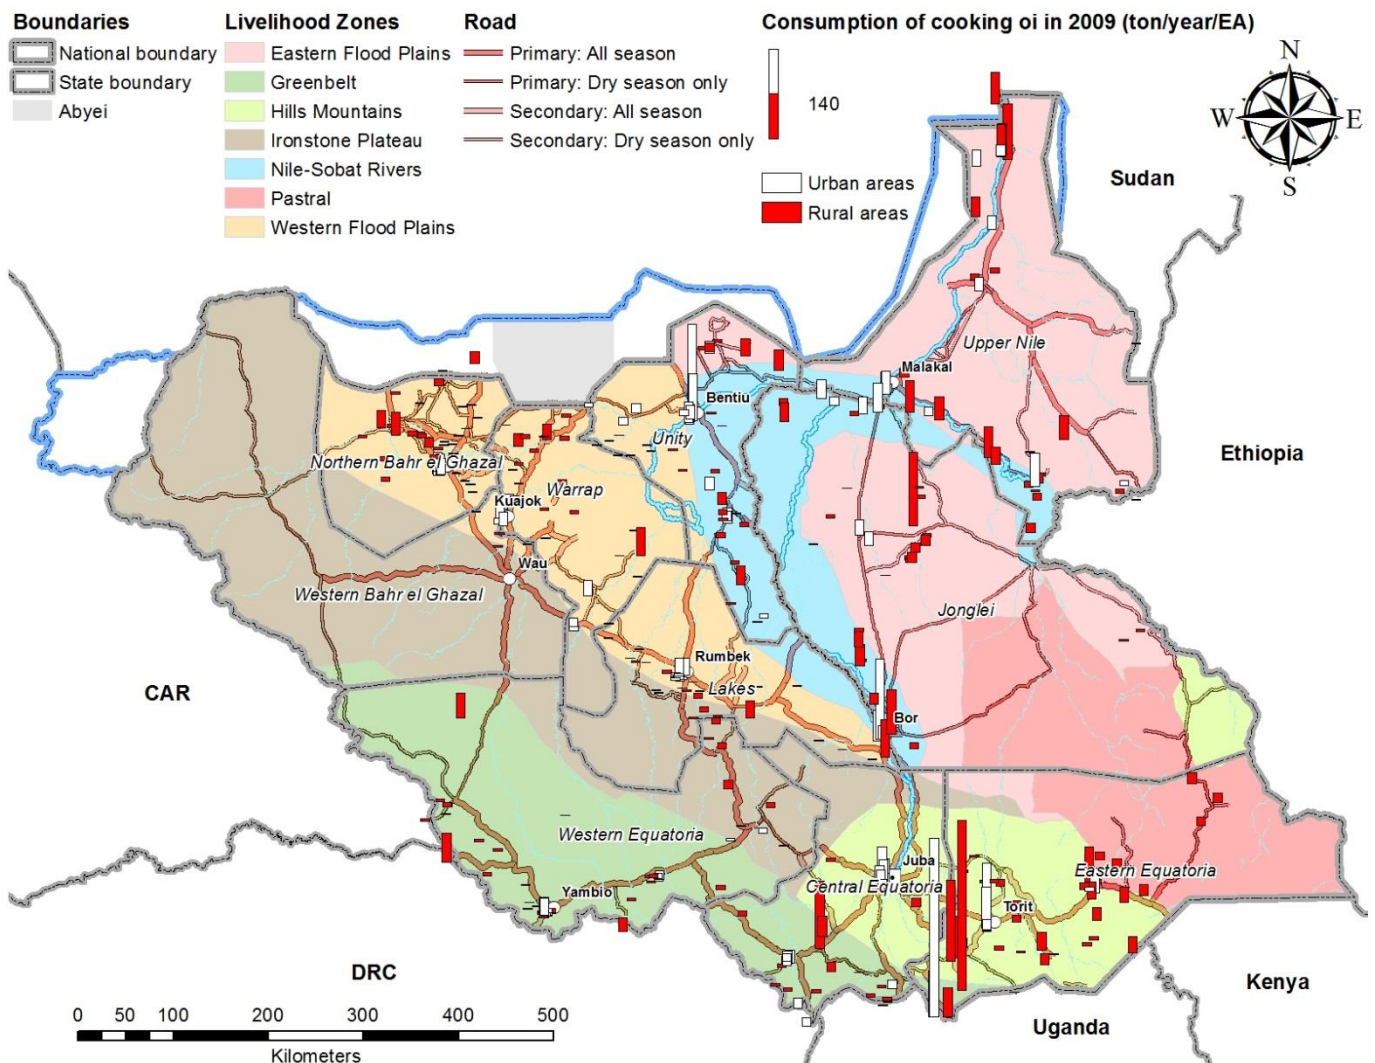 Boundaries
National boundary
State boundary
Abyei
Livelihood Zones
Eastern Flood Plains
Greenbelt
Hills Mountains
Ironstone Plateau
Nile-Sobat Rivers
Pastral
Western Flood Plains
Road
Primary: All season
Primary: Dry season only
Secondary: All season
Secondary: Dry season only
Consumption of cooking oi in 2009 (ton/year/EA)
140
Urban areas
Rural areas
N
W E
S
Sudan
Upper Nile
Malakal
Bentiu
Unity
Ethiopia
Northern Bahr el Ghazal
Warrap
Kuajok
Wau
Western Bahr el Ghazal
Jonglei
Rumbek
Lakes
CAR
Bor
Western Equatoria
Juba
Central Equatoria
Eastern Equatoria
Yambio
Torit
DRC
Kenya
Uganda
0 50 100 200 300 400 500
Kilometers